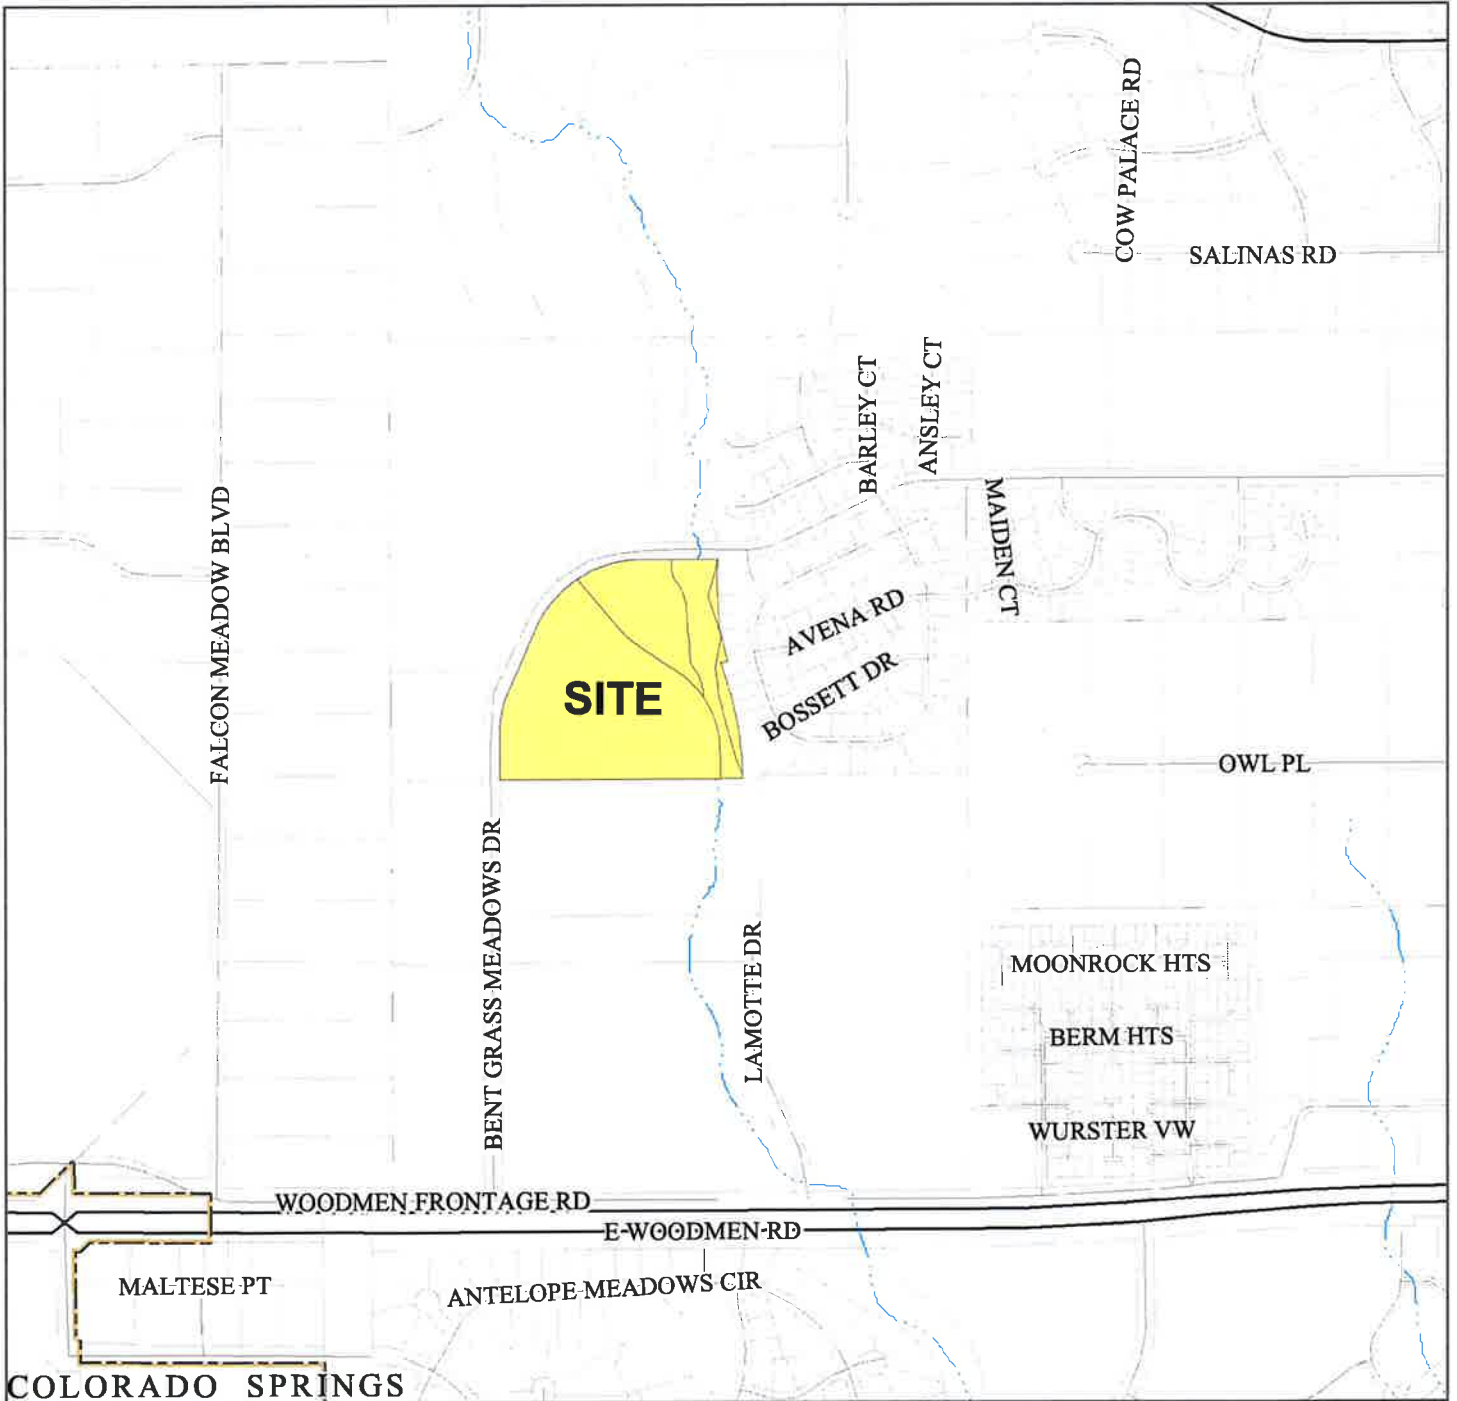 COW PALACE RD
SALINAS RD
BARLEY CT
ANSLEY CT
MAIDEN CT
FALCON MEADOW BLVD
AVENA RD
SITE
BOSSETT DR
OWL PL
BENT GRASS MEADOWS DR
LAMOTTE DR
MOONROCK HTS
BERM HTS
WURSTER VW
WOODMEN FRONTAGE RD
E WOODMEN RD
MALTESE PT
ANTELOPE MEADOWS CIR
COLORADO SPRINGS